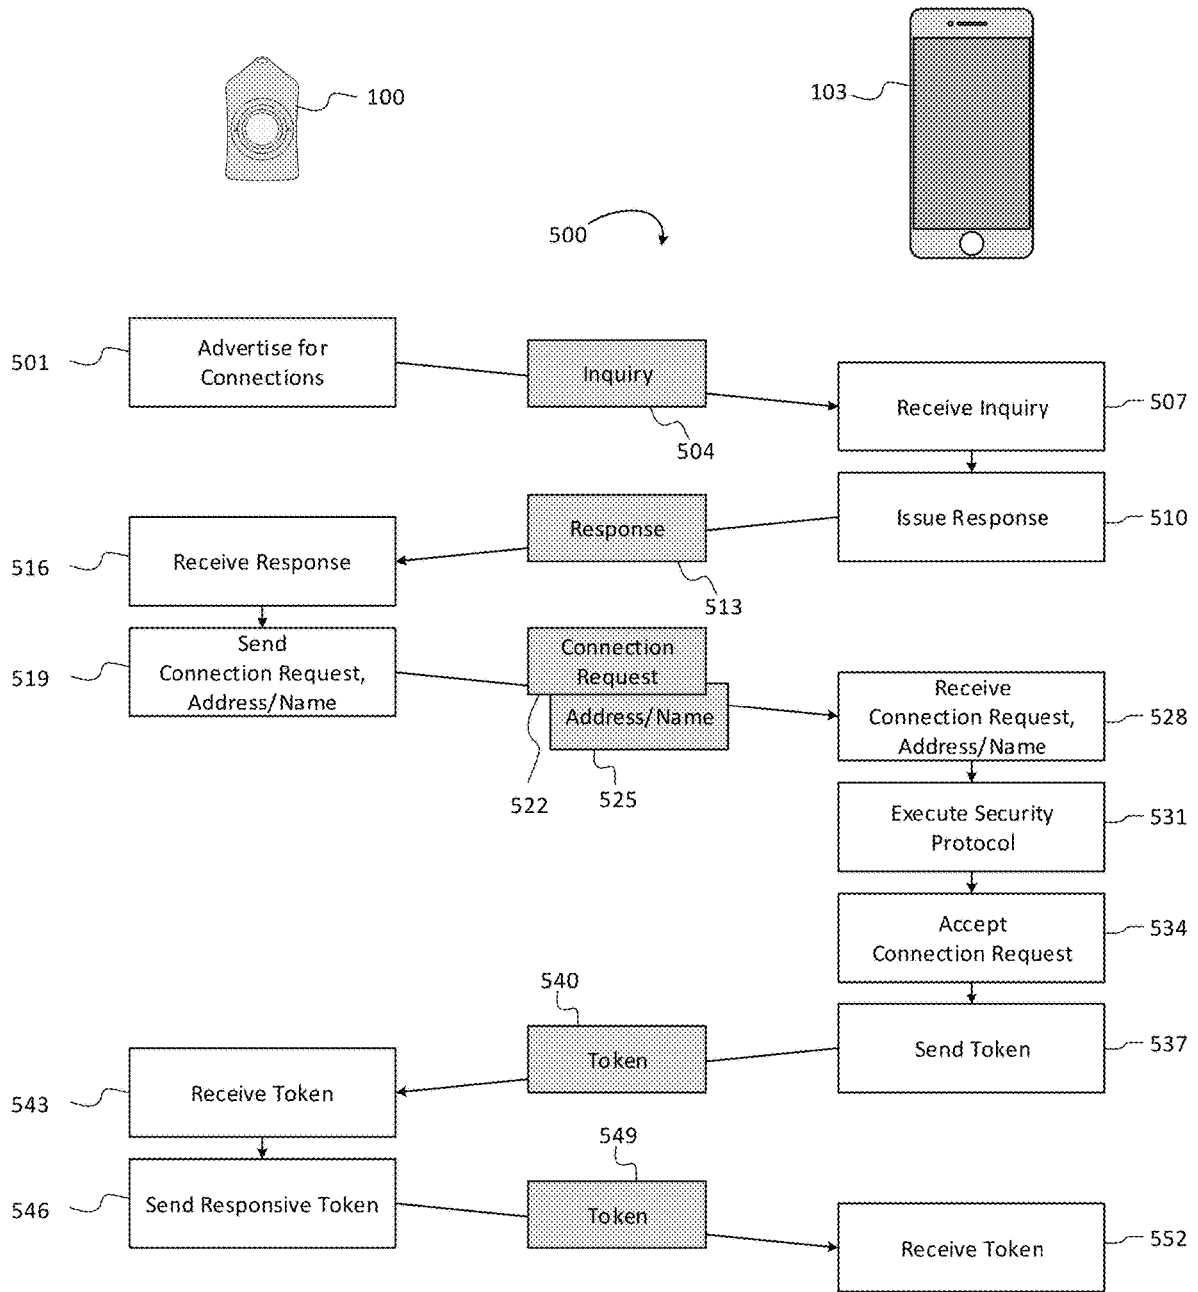 100
103
500
501
Advertise for
Connections
Inquiry
504
Receive Inquiry
507
Issue Response
510
Response
513
516
Receive Response
519
Send
Connection Request,
Address/Name
Connection
Request
Address/Name
522
525
Receive
Connection Request,
Address/Name
528
Execute Security
Protocol
531
Accept
Connection Request
534
540
Token
Send Token
537
543
Receive Token
549
546
Send Responsive Token
Token
Receive Token
552